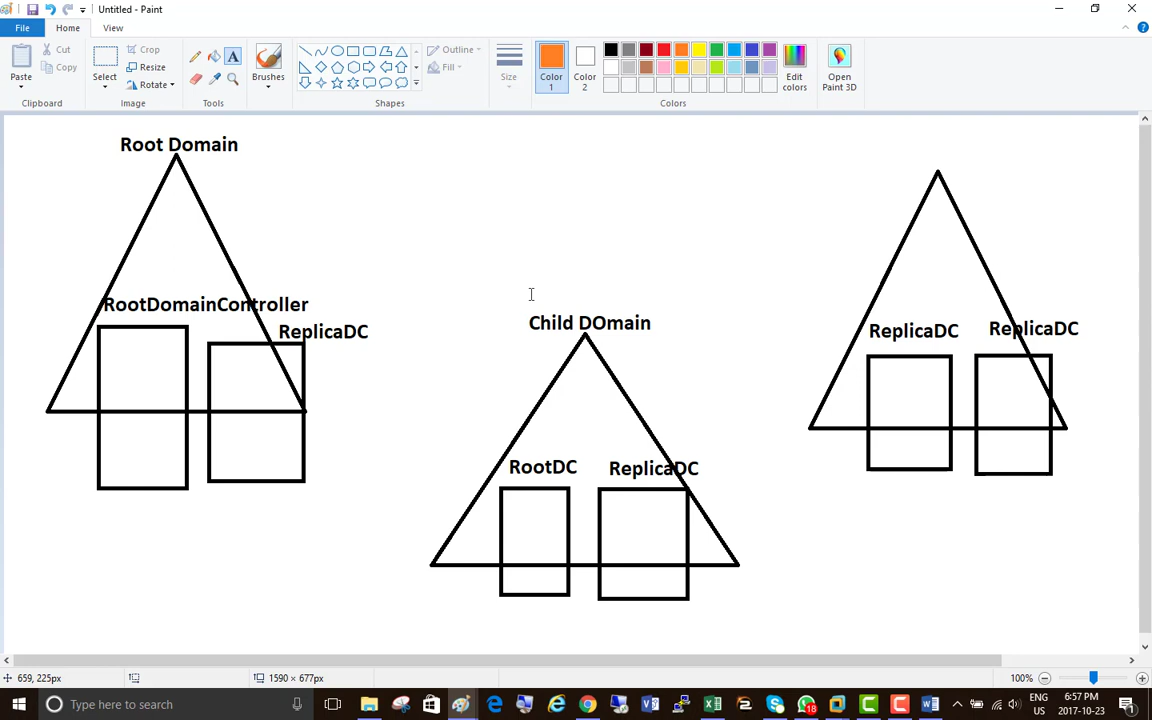 Untitled - Paint
File
Home
View
Paste
Cut
Copy
Clipboard
Select
Crop
Resize
Rotate
Image
A
Tools
Brushes
Outline
Fill
Shapes
Size
Color
1
Color
2
Edit
colors
Open
Paint 3D
Colors
Root Domain
RootDomainController
ReplicaDC
Child DOmain
RootDC
ReplicaDC
ReplicaDC
ReplicaDC
659, 225px
1590 × 677px
100%
Type here to search
18
ENG
US
6:57 PM
2017-10-23
1